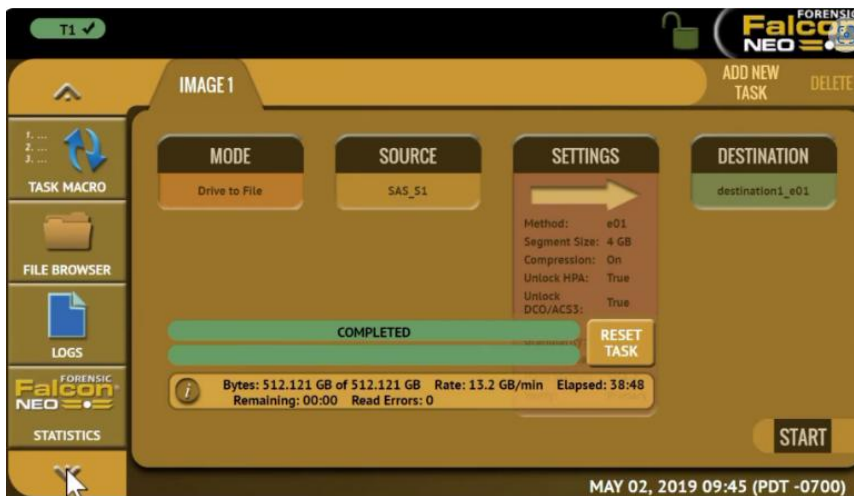 T1
FORENSIC
Falcon
NEO
IMAGE 1
ADD NEW
TASK
DELETE
1. ...
2. ...
3. ...
TASK MACRO
FILE BROWSER
LOGS
FORENSIC
Falcon
NEO
STATISTICS
MODE
Drive to File
SOURCE
SAS_S1
SETTINGS
Method: e01
Segment Size: 4 GB
Compression: On
Unlock HPA: True
Unlock
DCO/ACS3: True
DESTINATION
destination1_e01
COMPLETED
RESET
TASK
i
Bytes: 512.121 GB of 512.121 GB Rate: 13.2 GB/min Elapsed: 38:48
Remaining: 00:00 Read Errors: 0
START
MAY 02, 2019 09:45 (PDT -0700)